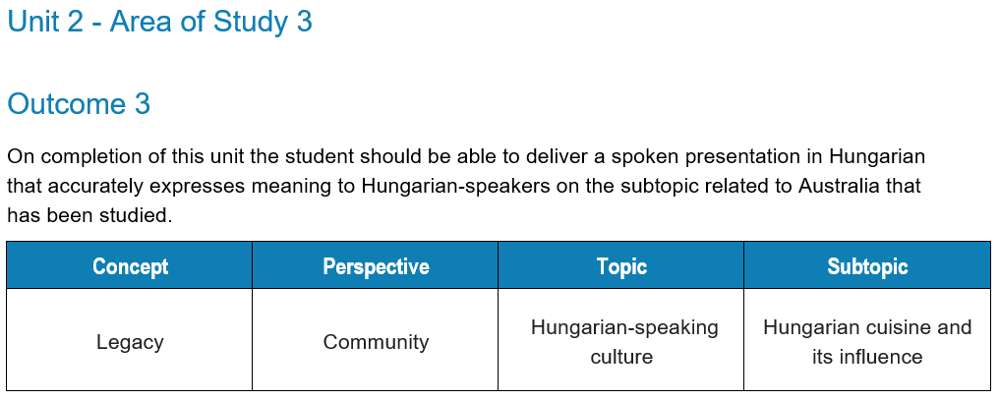 Unit 2 - Area of Study 3
Outcome 3
On completion of this unit the student should be able to deliver a spoken presentation in Hungarian
that accurately expresses meaning to Hungarian-speakers on the subtopic related to Australia that
has been studied.
Concept Perspective Topic Subtopic
Legacy Community Hungarian-speaking culture Hungarian cuisine and its influence